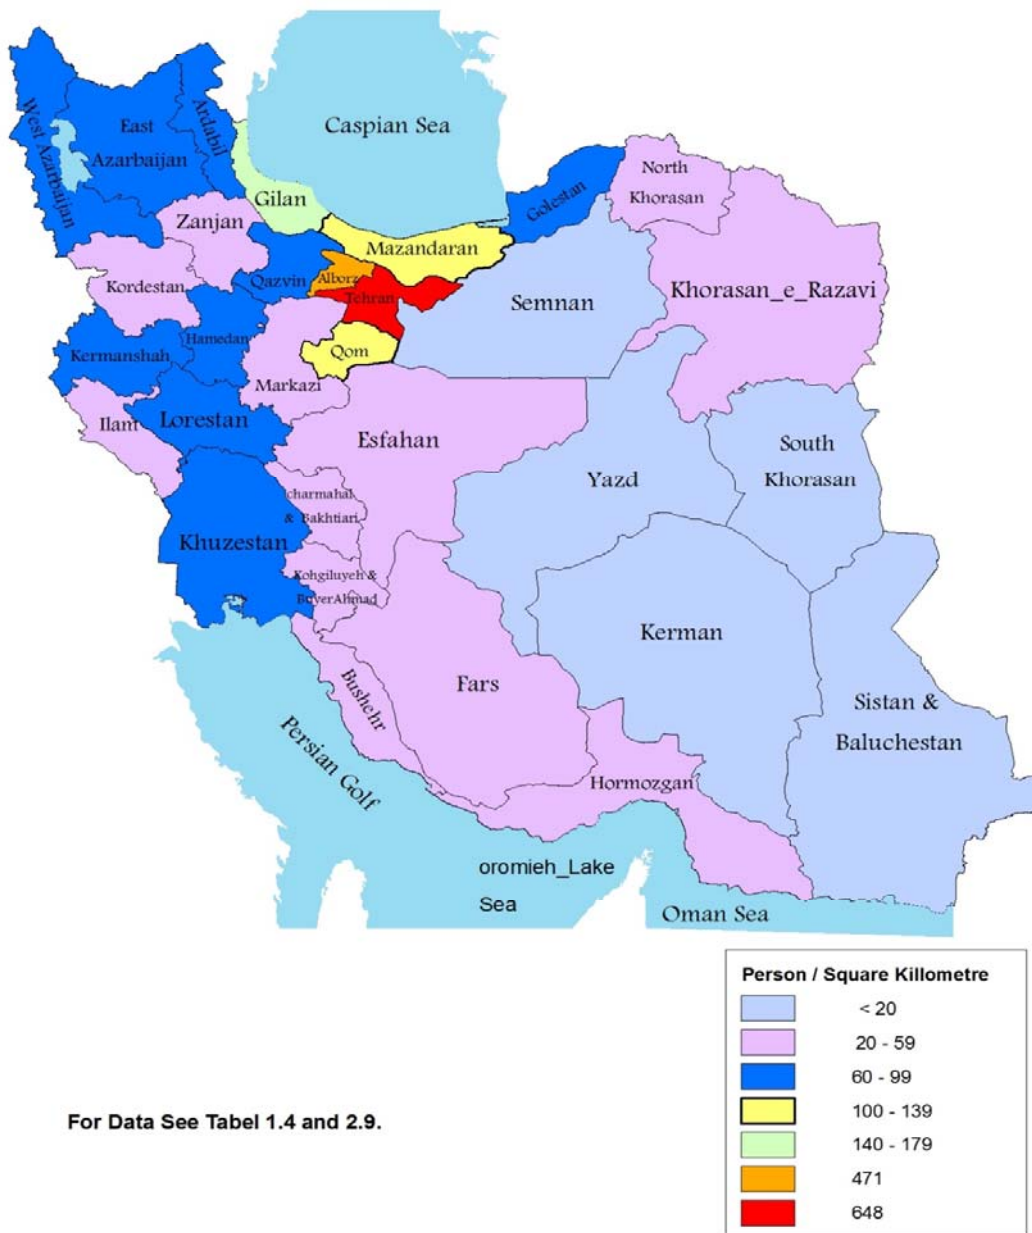 Caspian Sea
West Azarbaijan
East
Azarbaijan
Ardabil
Gilan
Zanjan
Mazandaran
Golestan
North
Khorasan
Kordestan
Qazvin
Alborz
Tehran
Semnan
Khorasan_e_Razavi
Kermanshah
Hamedan
Qom
Markazi
Ilam
Lorestan
Esfahan
Yazd
South
Khorasan
charmahal
& Bakhtiari
Khuzestan
Kohgiluyeh &
BuyerAhmad
Kerman
Fars
Bushehr
Sistan &
Baluchestan
Persian Golf
Hormozgan
oromieh_Lake
Sea
Oman Sea
Person / Square Killometre
< 20
20 - 59
60 - 99
100 - 139
140 - 179
471
648
For Data See Tabel 1.4 and 2.9.